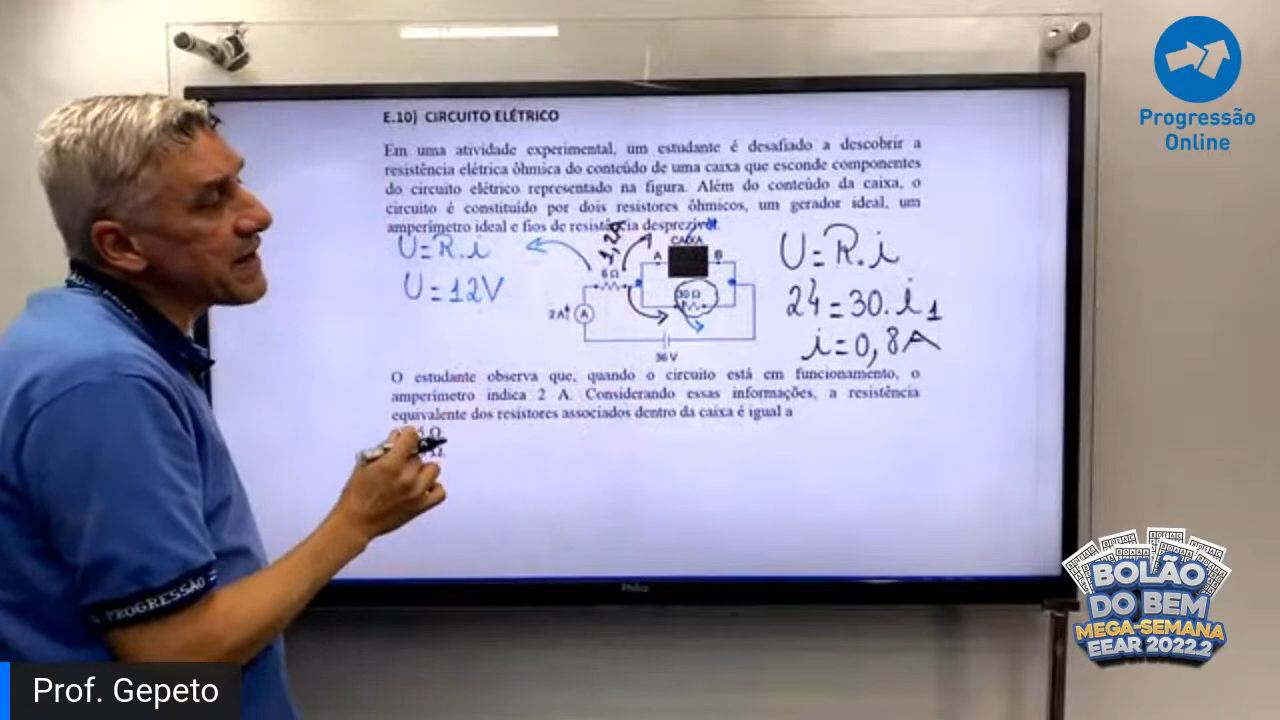 E.10) CIRCUITO ELÉTRICO
Em uma atividade experimental, um estudante é desafiado a descobrir a
resistência elétrica ôhmica do conteúdo de uma caixa que esconde componentes
do circuito elétrico representado na figura. Além do conteúdo da caixa, o
circuito é constituído por dois resistores ôhmicos, um gerador ideal, um
amperímetro ideal e fios de resistência desprezível.
U=R.i
U=12V
1,2A
CAIXA
A
B
6 Ω
30 Ω
2A
A
36 V
U=R.i
24=30.i1
i=0,8A
O estudante observa que, quando o circuito está em funcionamento, o
amperímetro indica 2 A. Considerando essas informações, a resistência
equivalente dos resistores associados dentro da caixa é igual a
Ω
Ω
Philco
PROGRESSÃO
Prof. Gepeto
Progressão
Online
BOLÃO
DO BEM
MEGA-SEMANA
EEAR 2022.2